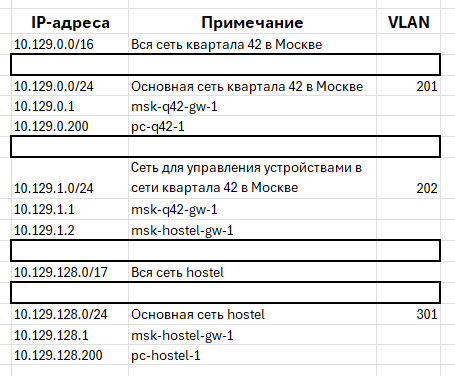 IP-адреса Примечание VLAN
10.129.0.0/16 Вся сеть квартала 42 в Москве
10.129.0.0/24 Основная сеть квартала 42 в Москве 201
10.129.0.1 msk-q42-gw-1
10.129.0.200 pc-q42-1
Сеть для управления устройствами в
10.129.1.0/24 сети квартала 42 в Москве 202
10.129.1.1 msk-q42-gw-1
10.129.1.2 msk-hostel-gw-1
10.129.128.0/17 Вся сеть hostel
10.129.128.0/24 Основная сеть hostel 301
10.129.128.1 msk-hostel-gw-1
10.129.128.200 pc-hostel-1